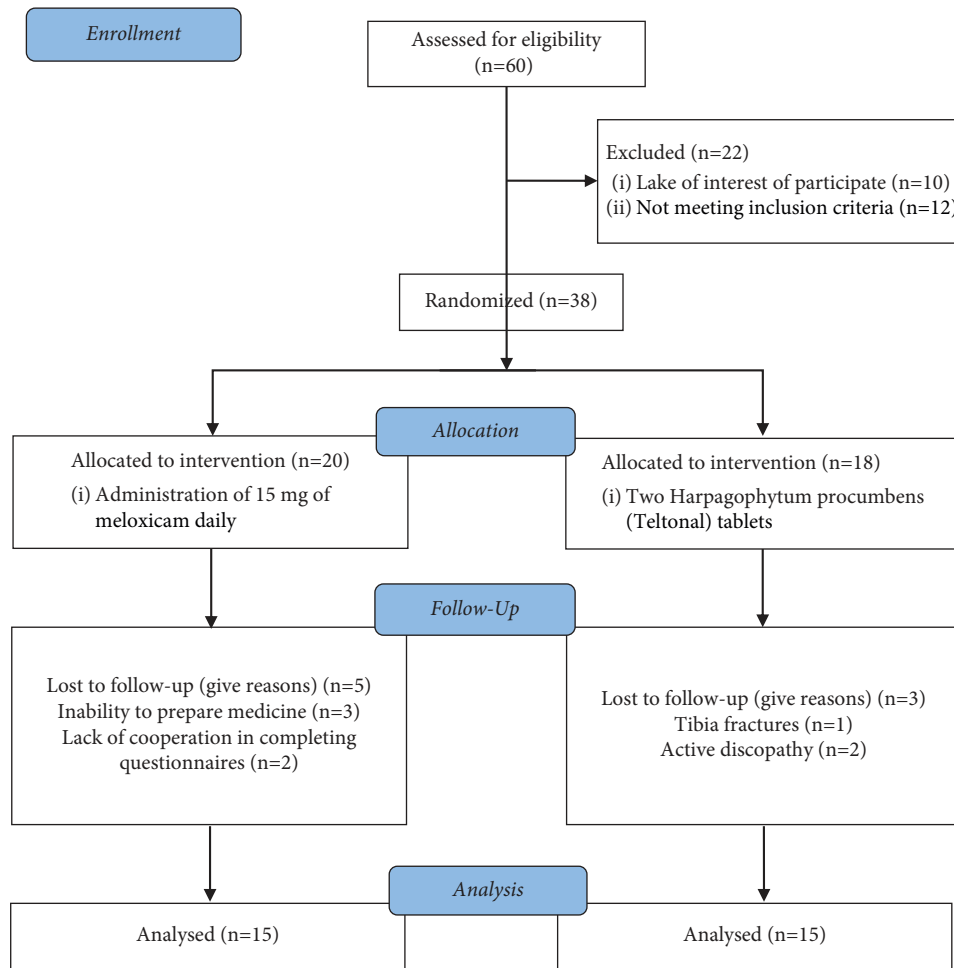 Enrollment
Assessed for eligibility
(n=60)
Excluded (n=22)
(i) Lake of interest of participate (n=10)
(ii) Not meeting inclusion criteria (n=12)
Randomized (n=38)
Allocation
Allocated to intervention (n=20)
(i) Administration of 15 mg of
meloxicam daily
Allocated to intervention (n=18)
(i) Two Harpagophytum procumbens
(Teltonal) tablets
Follow-Up
Lost to follow-up (give reasons) (n=5)
Inability to prepare medicine (n=3)
Lack of cooperation in completing
questionnaires (n=2)
Lost to follow-up (give reasons) (n=3)
Tibia fractures (n=1)
Active discopathy (n=2)
Analysis
Analysed (n=15)
Analysed (n=15)